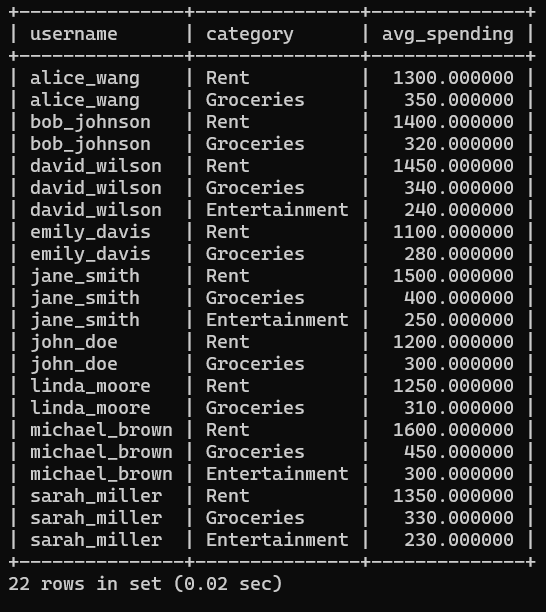 +---------------+---------------+---------------+
| username      | category      | avg_spending |
+---------------+---------------+---------------+
| alice_wang    | Rent          | 1300.000000 |
| alice_wang    | Groceries     | 350.000000 |
| bob_johnson   | Rent          | 1400.000000 |
| bob_johnson   | Groceries     | 320.000000 |
| david_wilson  | Rent          | 1450.000000 |
| david_wilson  | Groceries     | 340.000000 |
| david_wilson  | Entertainment | 240.000000 |
| emily_davis   | Rent          | 1100.000000 |
| emily_davis   | Groceries     | 280.000000 |
| jane_smith    | Rent          | 1500.000000 |
| jane_smith    | Groceries     | 400.000000 |
| jane_smith    | Entertainment | 250.000000 |
| john_doe      | Rent          | 1200.000000 |
| john_doe      | Groceries     | 300.000000 |
| linda_moore   | Rent          | 1250.000000 |
| linda_moore   | Groceries     | 310.000000 |
| michael_brown | Rent          | 1600.000000 |
| michael_brown | Groceries     | 450.000000 |
| michael_brown | Entertainment | 300.000000 |
| sarah_miller  | Rent          | 1350.000000 |
| sarah_miller  | Groceries     | 330.000000 |
| sarah_miller  | Entertainment | 230.000000 |
+---------------+---------------+---------------+
22 rows in set (0.02 sec)